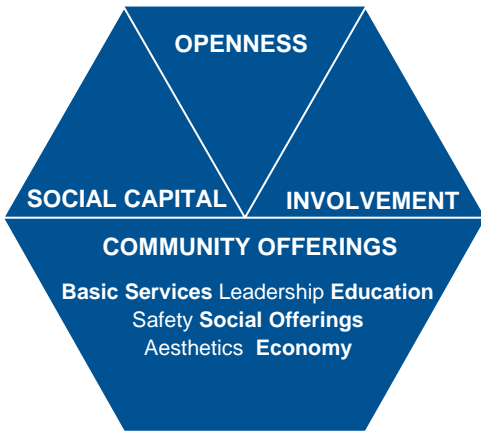 OPENNESS
SOCIAL CAPITAL
INVOLVEMENT
COMMUNITY OFFERINGS
Basic Services Leadership Education
Safety Social Offerings
Aesthetics Economy